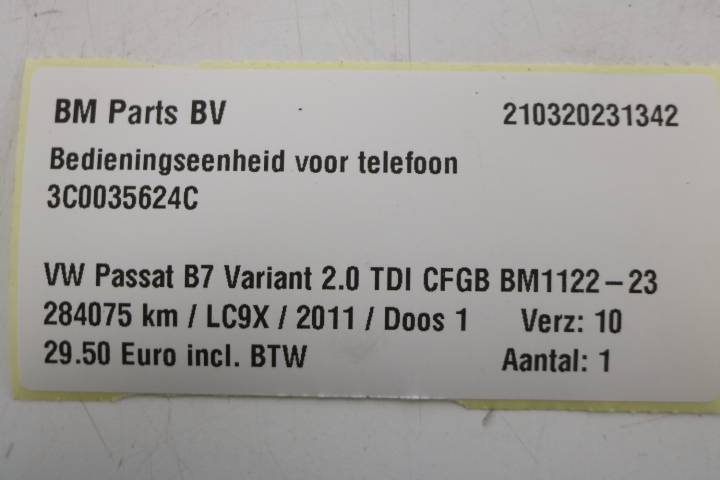 BM Parts BV 210320231342
Bedieningseenheid voor telefoon
3C0035624C
VW Passat B7 Variant 2.0 TDI CFGB BM1122-23
284075 km / LC9X / 2011 / Doos 1 Verz: 10
29.50 Euro incl. BTW Aantal: 1